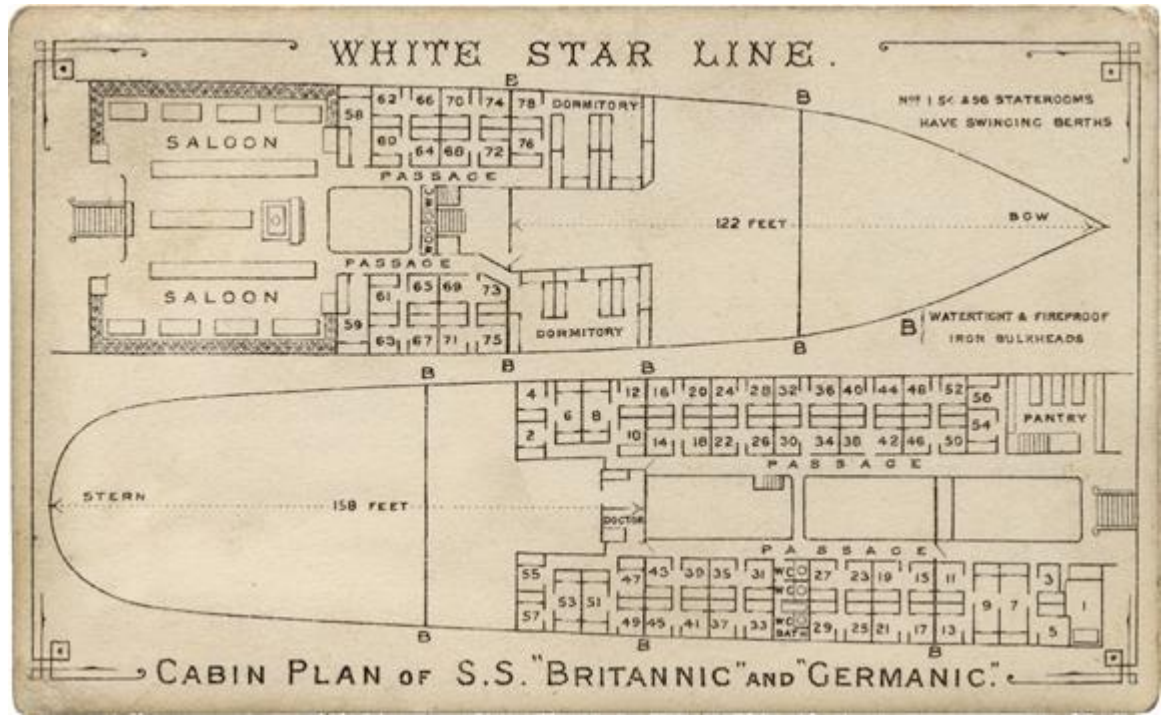 WHITE STAR LINE.
B
B
Nos 1 54 & 56 STATEROOMS
HAVE SWINGING BERTHS
SALOON
58 62 66 70 74 78 DORMITORY
60 64 68 72 76
PASSAGE
WC
122 FEET
BOW
PASSAGE
SALOON
59 61 65 69 73
63 67 71 75
DORMITORY
B WATERTIGHT & FIREPROOF
IRON BULKHEADS
B
B
B
B
4 6 8 12 16 20 24 28 32 36 40 44 48 52 56
2 10 14 18 22 26 30 34 38 42 46 50 54
PANTRY
PASSAGE
STERN
158 FEET
DOCTOR
PASSAGE
55 47 43 39 35 31 WC 27 23 19 15 11 3
WC
53 51 9 7 1
57 49 45 41 37 33 WC 29 25 21 17 13 5
BATH
B
B
B
CABIN PLAN OF S.S. "BRITANNIC" AND "GERMANIC".